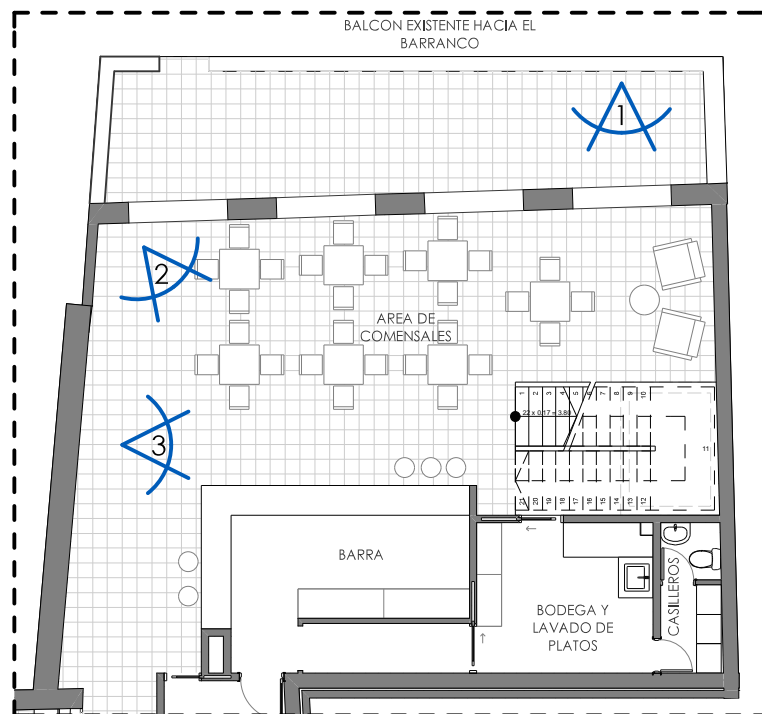 BALCON EXISTENTE HACIA EL
BARRANCO
1
2
AREA DE
COMENSALES
3
1 2 3 4 5 6 7 8 9 10
22 x 0.17 = 3.80
11
21 20 19 18 17 16 15 14 13 12
BARRA
BODEGA Y
LAVADO DE
PLATOS
CASILLEROS